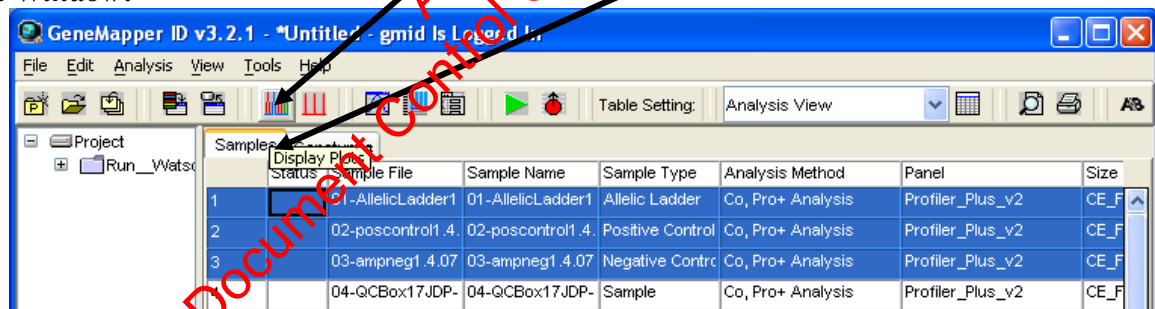 GeneMapper ID v3.2.1 - *Untitled - gmid Is Logged In
File Edit Analysis View Tools Help
Table Setting: Analysis View
Project
Run__Wats
Samples
Display Plots
Status Sample File Sample Name Sample Type Analysis Method Panel Size
1 01-AllelicLadder1 01-AllelicLadder1 Allelic Ladder Co, Pro+ Analysis Profiler_Plus_v2 CE_F
2 02-poscontrol1.4. 02-poscontrol1.4. Positive Control Co, Pro+ Analysis Profiler_Plus_v2 CE_F
3 03-ampneg1.4.07 03-ampneg1.4.07 Negative Contrc Co, Pro+ Analysis Profiler_Plus_v2 CE_F
04-QCBox17JDP- 04-QCBox17JDP- Sample Co, Pro+ Analysis Profiler_Plus_v2 CE_F
Document Control